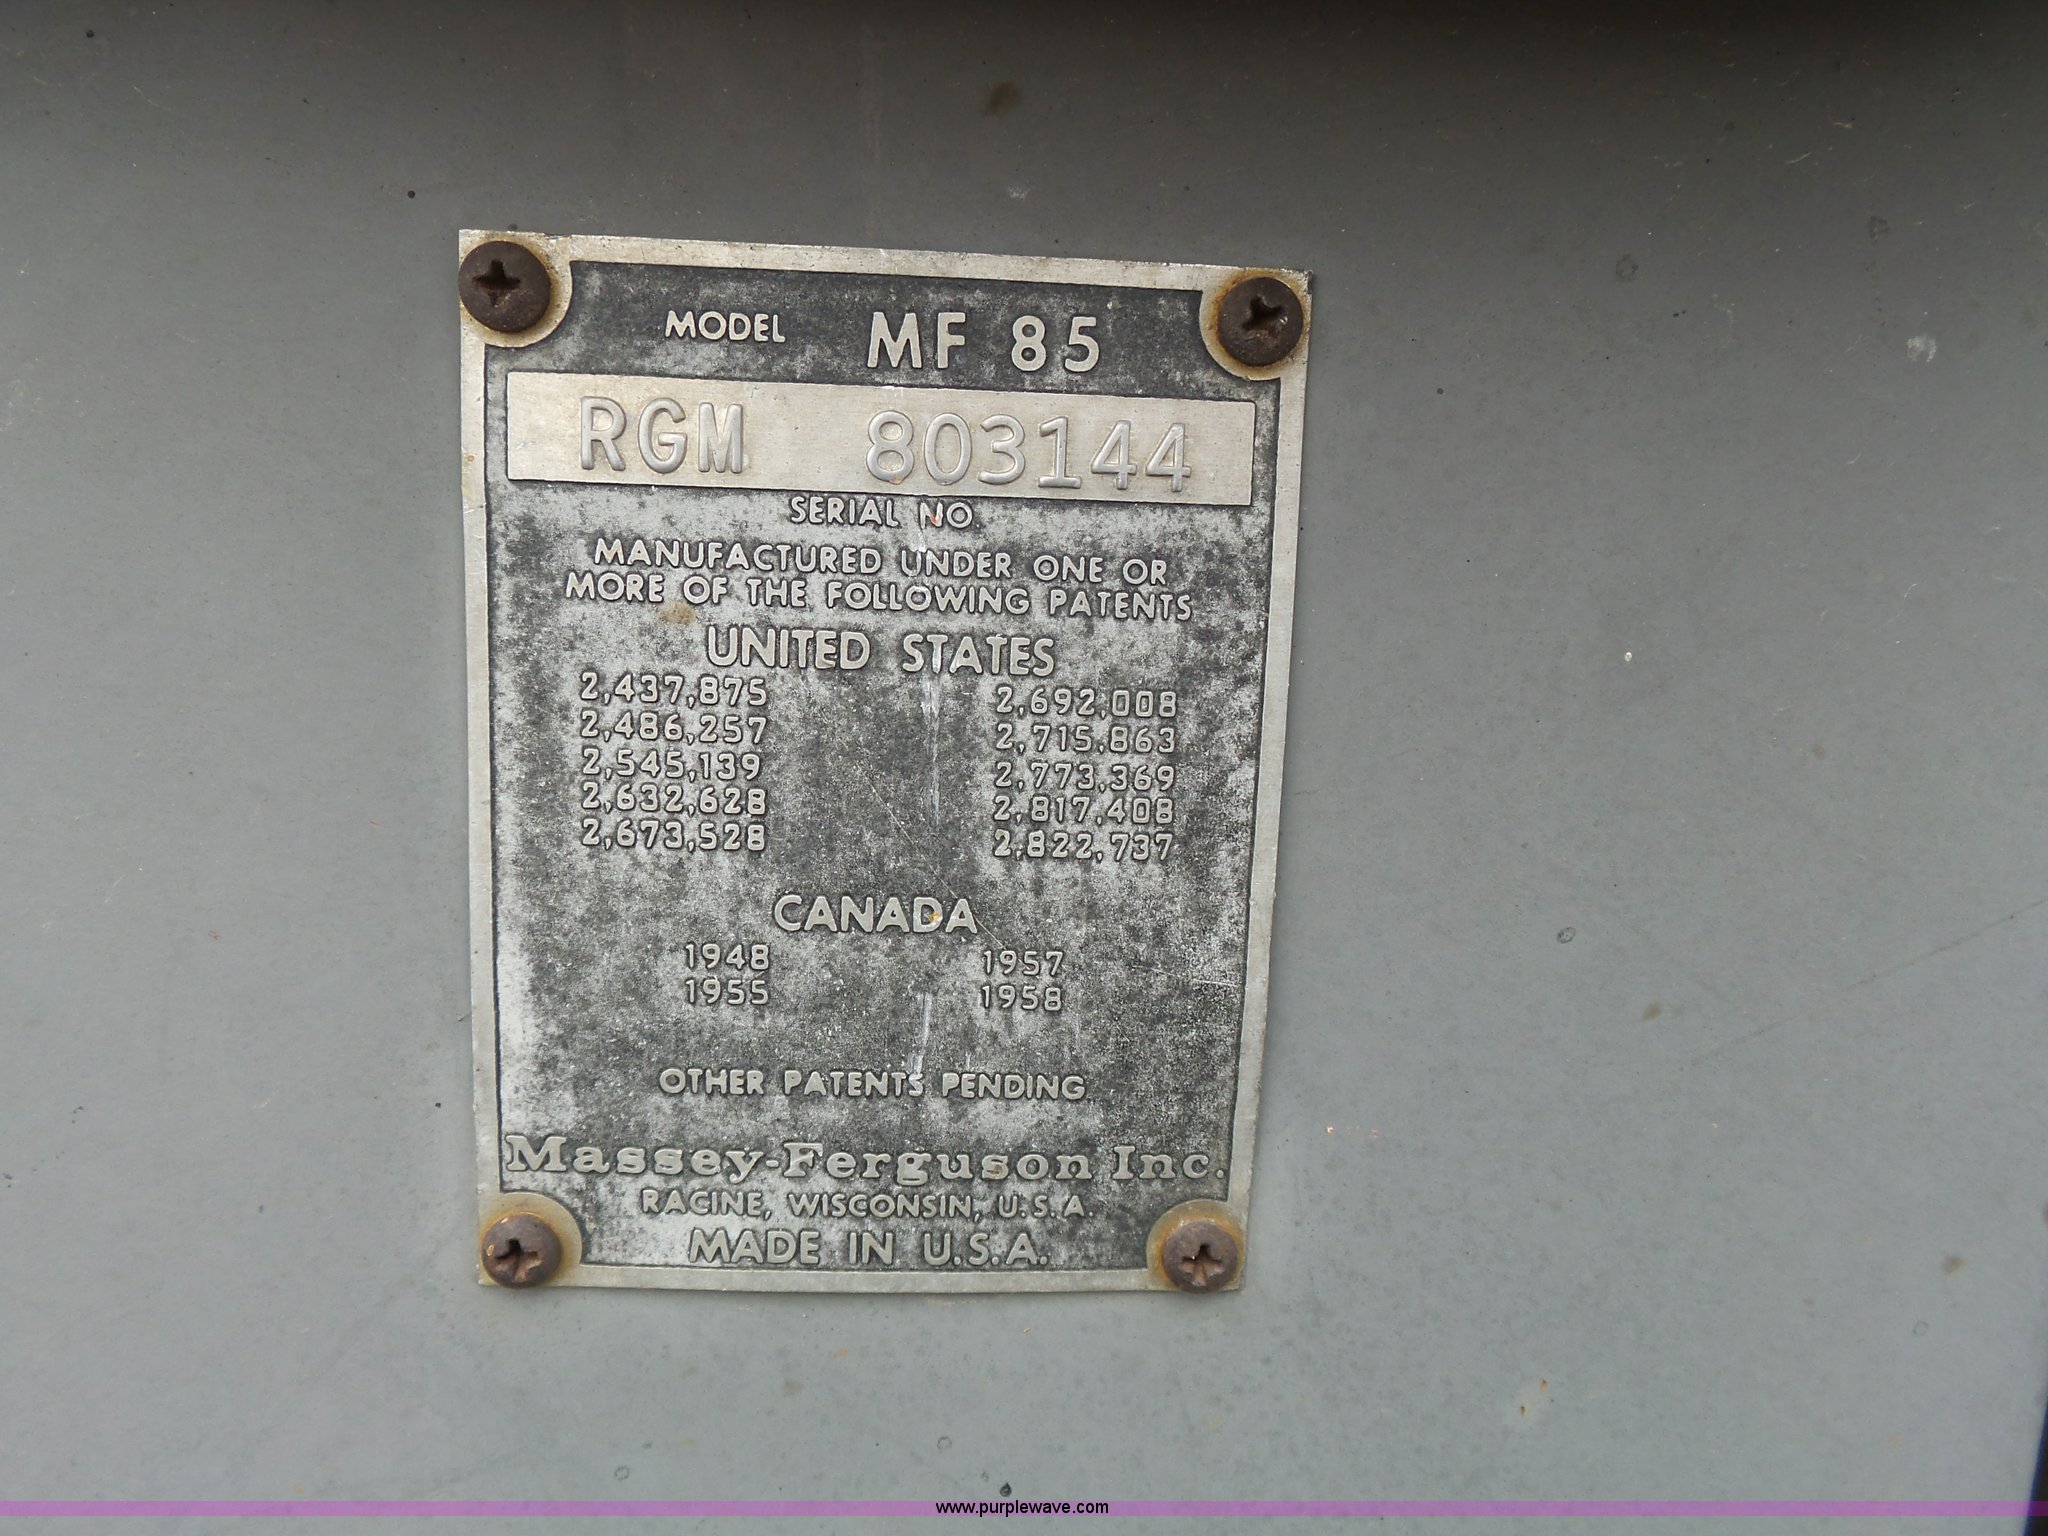 MODEL MF 85
RGM 803144
SERIAL NO.
MANUFACTURED UNDER ONE OR
MORE OF THE FOLLOWING PATENTS
UNITED STATES
2,437,875 2,692,008
2,486,257 2,715,863
2,545,139 2,773,369
2,632,628 2,817,408
2,673,528 2,822,737
CANADA
1948 1957
1955 1958
OTHER PATENTS PENDING
Massey-Ferguson Inc.
RACINE, WISCONSIN, U.S.A.
MADE IN U.S.A.
www.purplewave.com